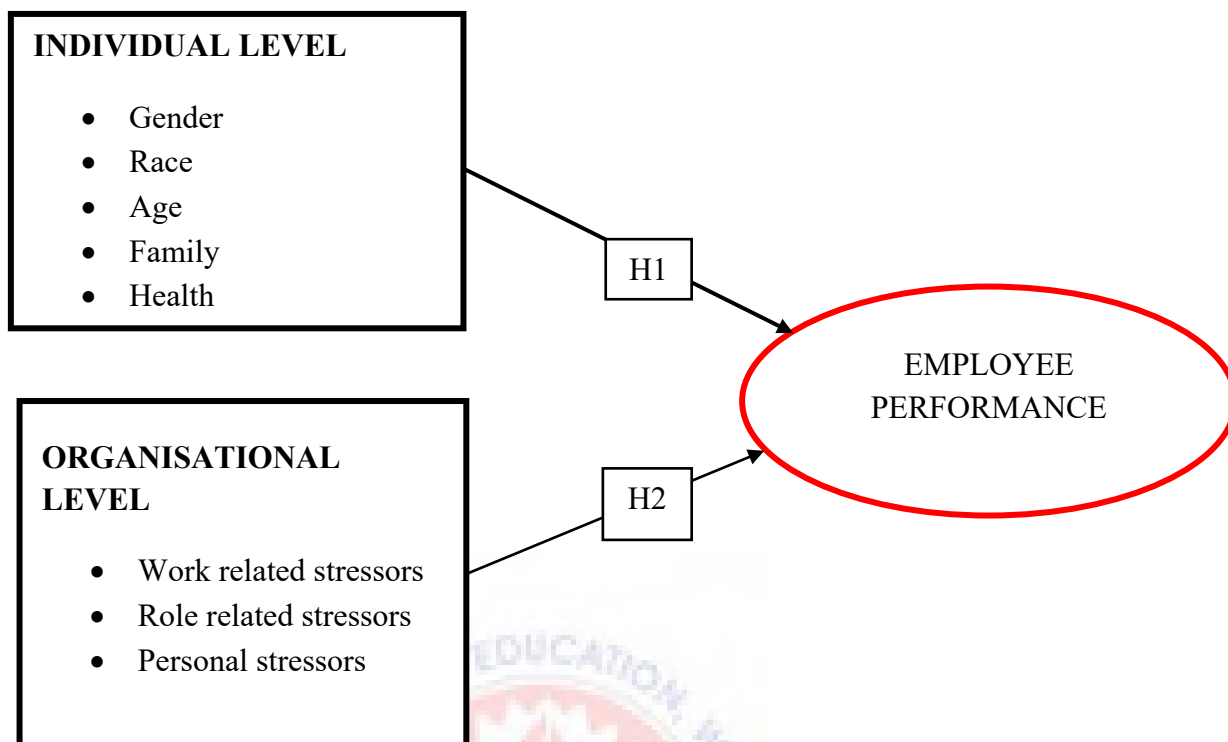 INDIVIDUAL LEVEL
• Gender
• Race
• Age
• Family
• Health
H1
EMPLOYEE
PERFORMANCE
ORGANISATIONAL
LEVEL
H2
• Work related stressors
• Role related stressors
• Personal stressors
EDUCATION,